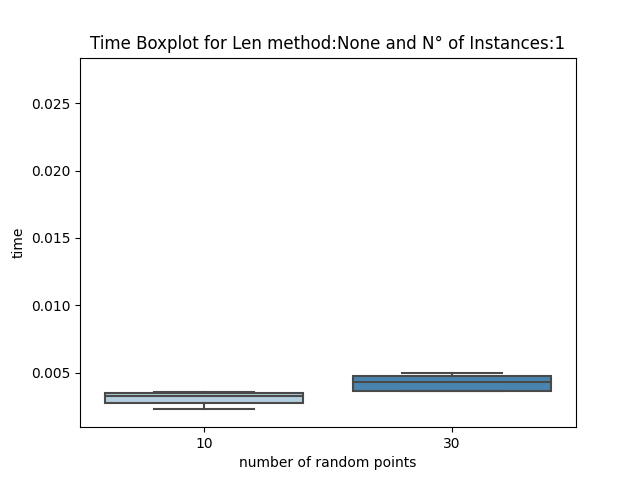 Time Boxplot for Len method:None and N° of Instances:1
0.025
0.020
0.015
0.010
0.005
time
10
30
number of random points